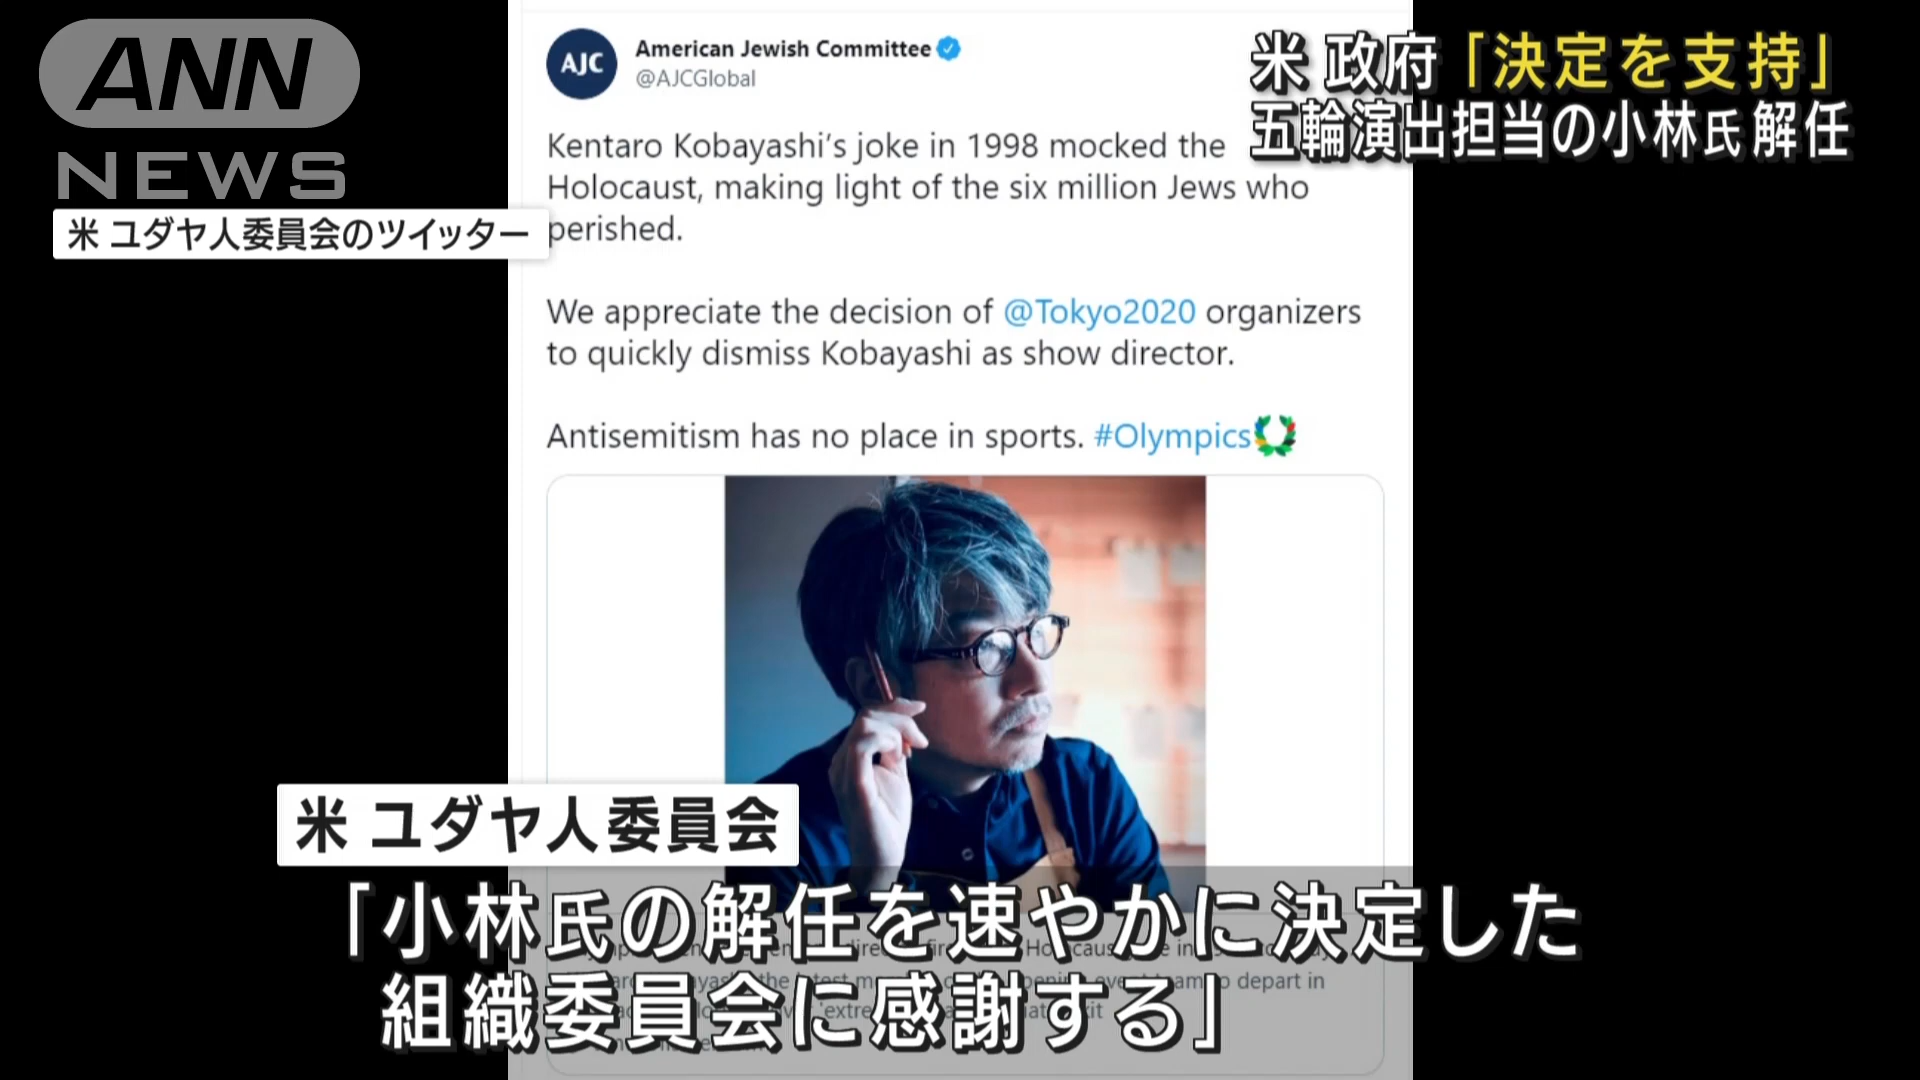 ANN
NEWS
米 ユダヤ人委員会のツイッター
米 政府「決定を支持」
五輪演出担当の小林氏 解任
AJC
American Jewish Committee
@AJCGlobal
Kentaro Kobayashi’s joke in 1998 mocked the
Holocaust, making light of the six million Jews who
perished.
We appreciate the decision of @Tokyo2020 organizers
to quickly dismiss Kobayashi as show director.
Antisemitism has no place in sports. #Olympics
米 ユダヤ人委員会
「小林氏の解任を速やかに決定した
組織委員会に感謝する」
depart in